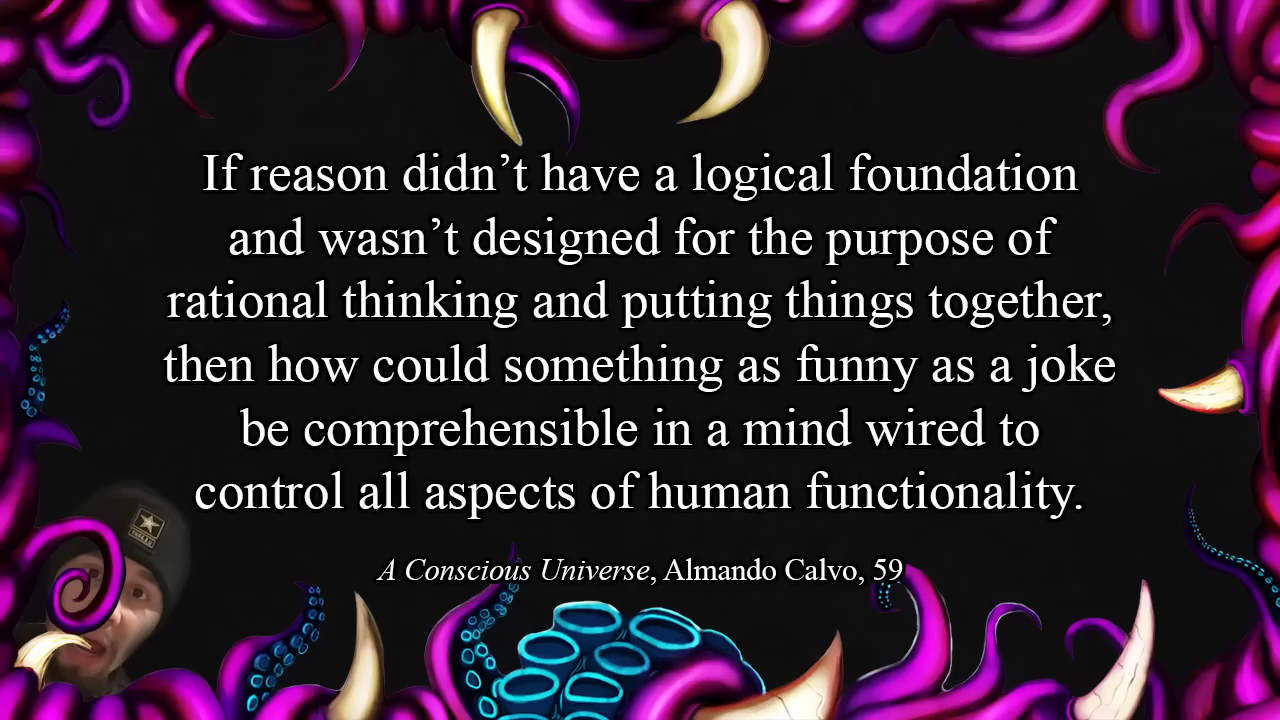 If reason didn’t have a logical foundation
and wasn’t designed for the purpose of
rational thinking and putting things together,
then how could something as funny as a joke
be comprehensible in a mind wired to
control all aspects of human functionality.
A Conscious Universe, Almando Calvo, 59